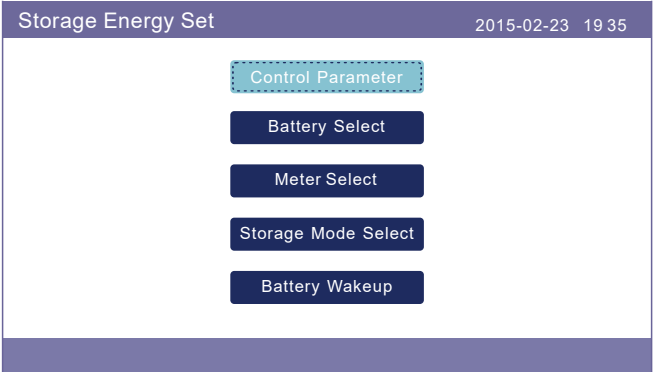 Storage Energy Set
2015-02-23 19 35
Control Parameter
Battery Select
Meter Select
Storage Mode Select
Battery Wakeup